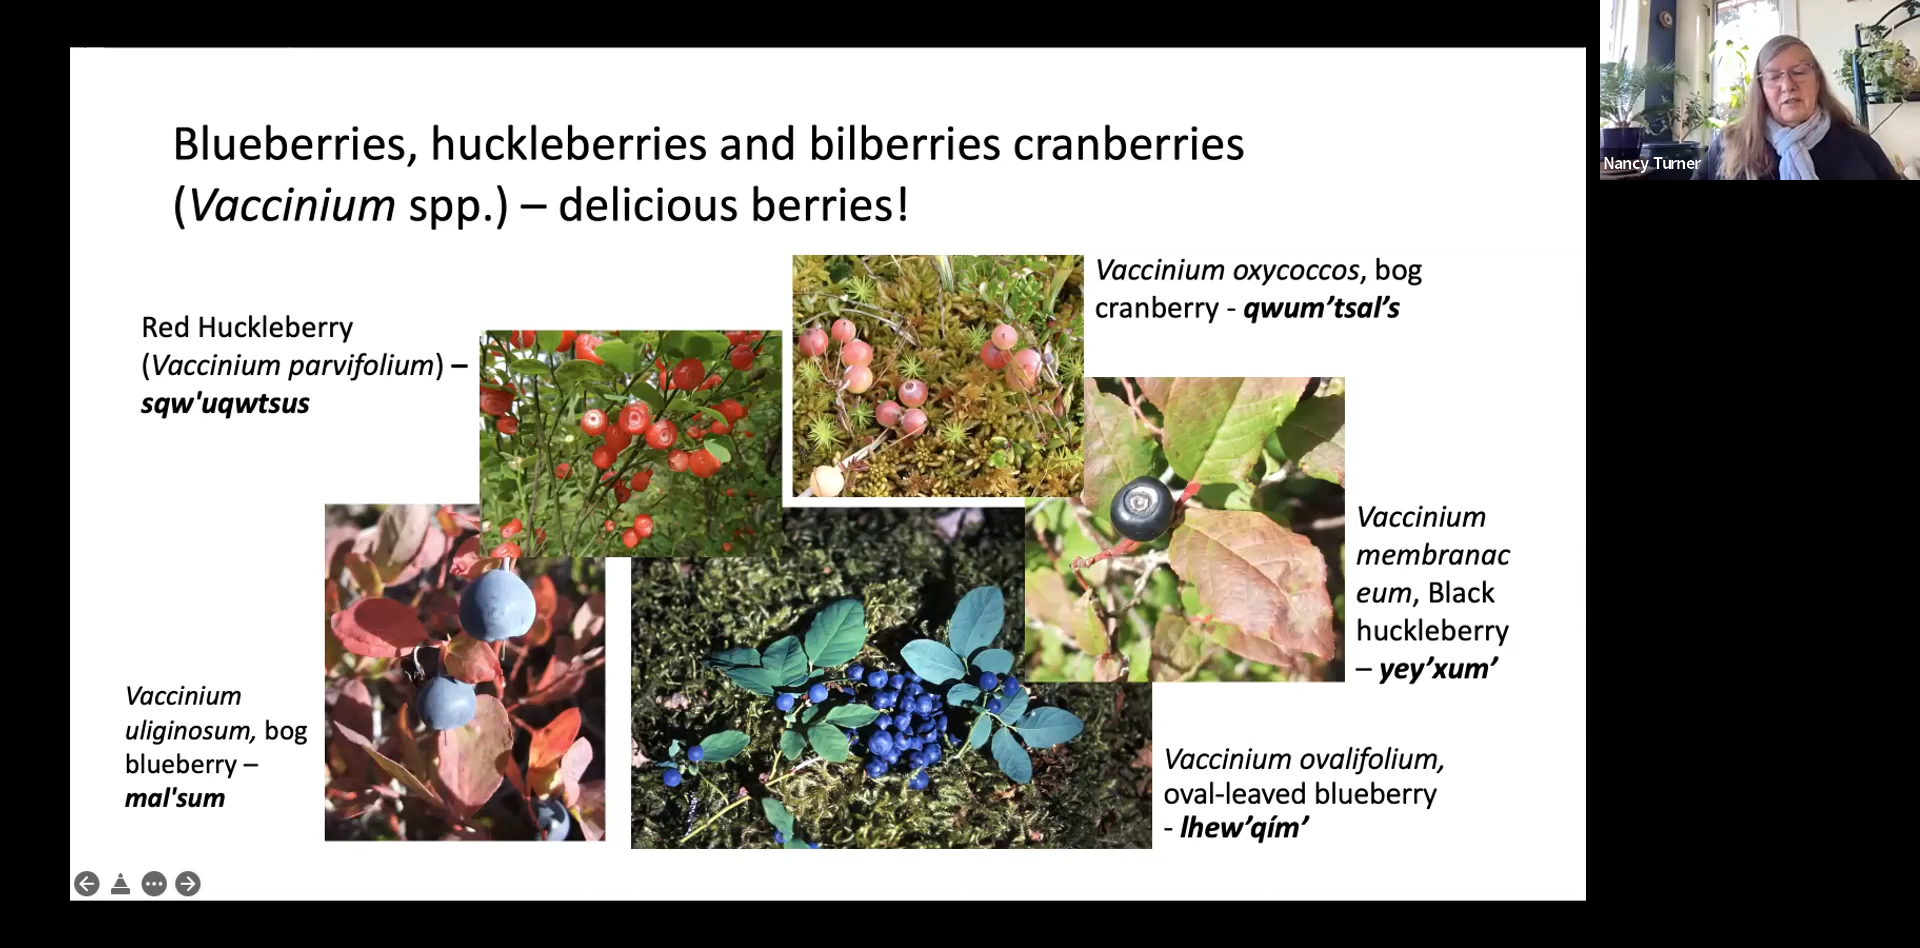 Blueberries, huckleberries and bilberries cranberries
(Vaccinium spp.) – delicious berries!
Nancy Turner
Vaccinium oxycoccos, bog
cranberry - qwum’tsal’s
Red Huckleberry
(Vaccinium parvifolium) –
sqw'uqwtsus
Vaccinium
membranac
eum, Black
huckleberry
– yey’xum’
Vaccinium
uliginosum, bog
blueberry –
mal'sum
Vaccinium ovalifolium,
oval-leaved blueberry
- lhew’qím’